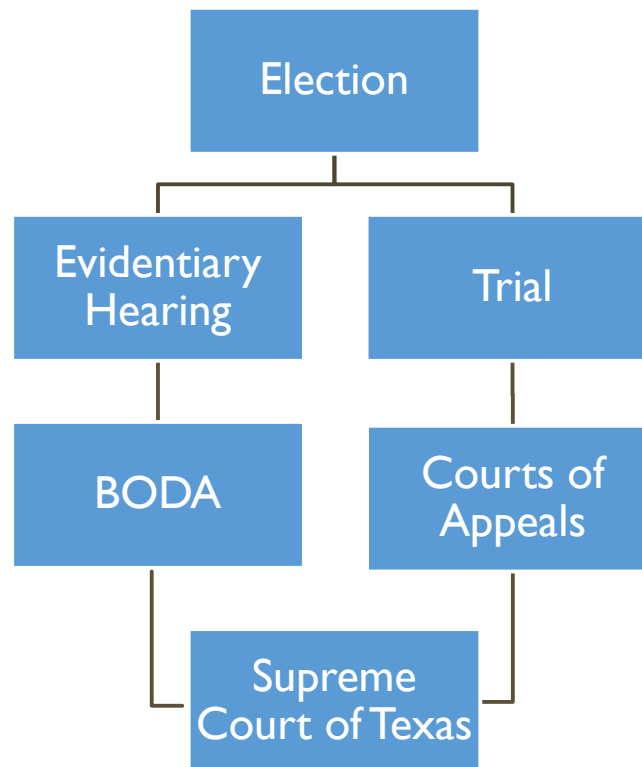 Election
Evidentiary
Hearing
Trial
BODA
Courts of
Appeals
Supreme
Court of Texas